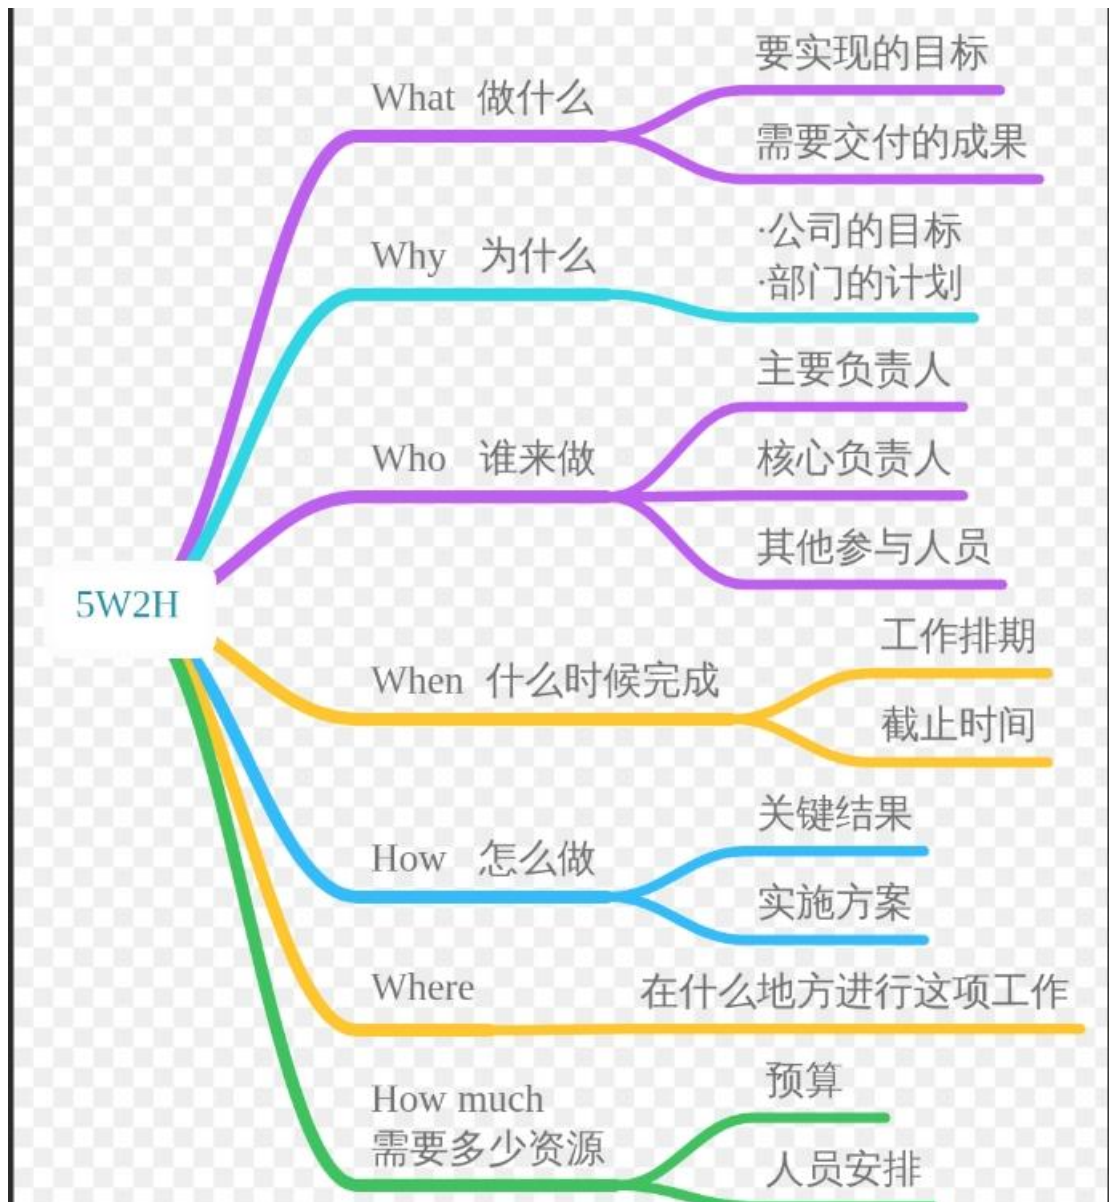 What 做什么
要实现的目标
需要交付的成果
Why 为什么
·公司的目标
·部门的计划
Who 谁来做
主要负责人
核心负责人
其他参与人员
5W2H
When 什么时候完成
工作排期
截止时间
How 怎么做
关键结果
实施方案
Where
在什么地方进行这项工作
How much
需要多少资源
预算
人员安排